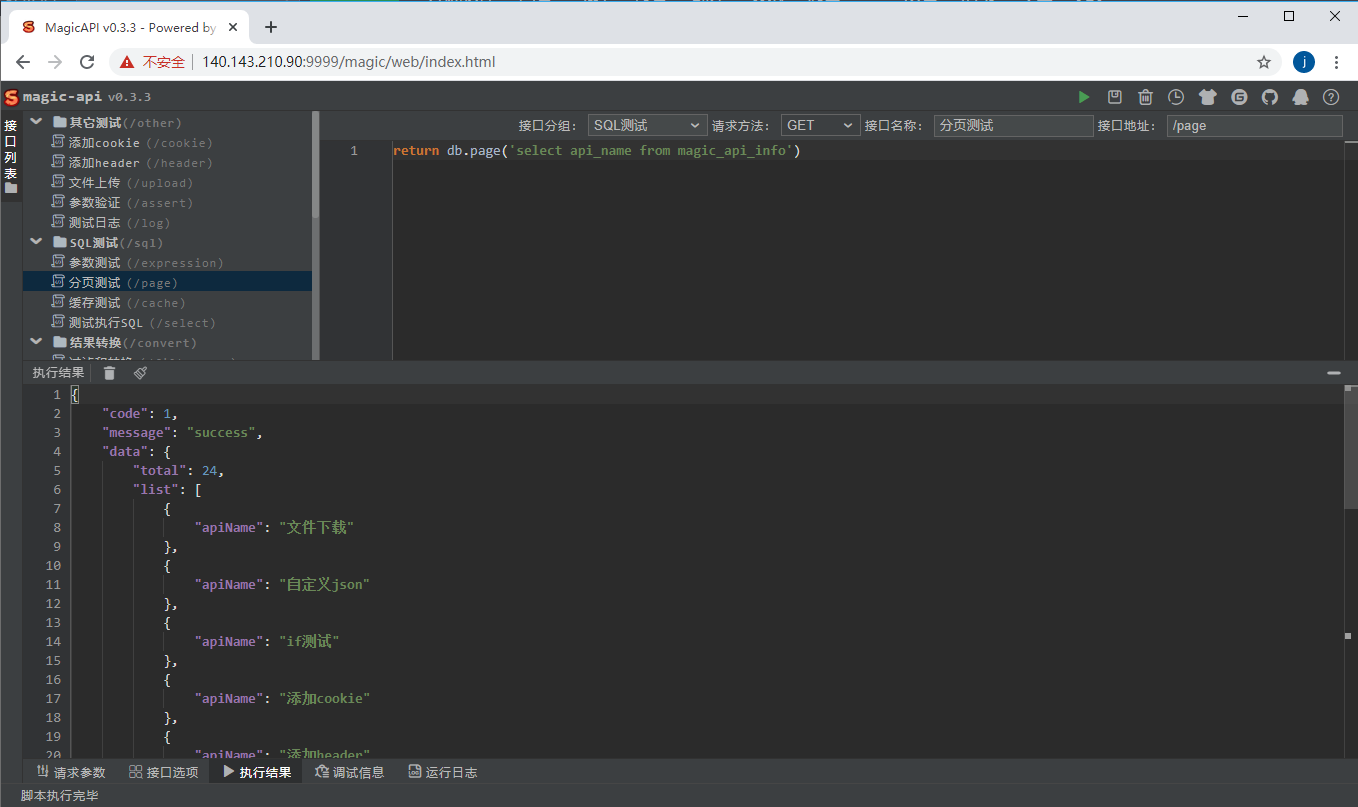 MagicAPI v0.3.3 - Powered by
不安全 140.143.210.90:9999/magic/web/index.html
j
magic-api v0.3.3
接口列表
其它测试(/other)
添加cookie (/cookie)
添加header (/header)
文件上传 (/upload)
参数验证 (/assert)
测试日志 (/log)
SQL测试(/sql)
参数测试 (/expression)
分页测试 (/page)
缓存测试 (/cache)
测试执行SQL (/select)
结果转换(/convert)
接口分组: SQL测试 请求方法: GET 接口名称: 分页测试 接口地址: /page
1 return db.page('select api_name from magic_api_info')
执行结果
1 {
2 "code": 1,
3 "message": "success",
4 "data": {
5 "total": 24,
6 "list": [
7 {
8 "apiName": "文件下载"
9 },
10 {
11 "apiName": "自定义json"
12 },
13 {
14 "apiName": "if测试"
15 },
16 {
17 "apiName": "添加cookie"
18 },
19 {
20 "apiName": "添加header"
请求参数 接口选项 执行结果 调试信息 运行日志
脚本执行完毕